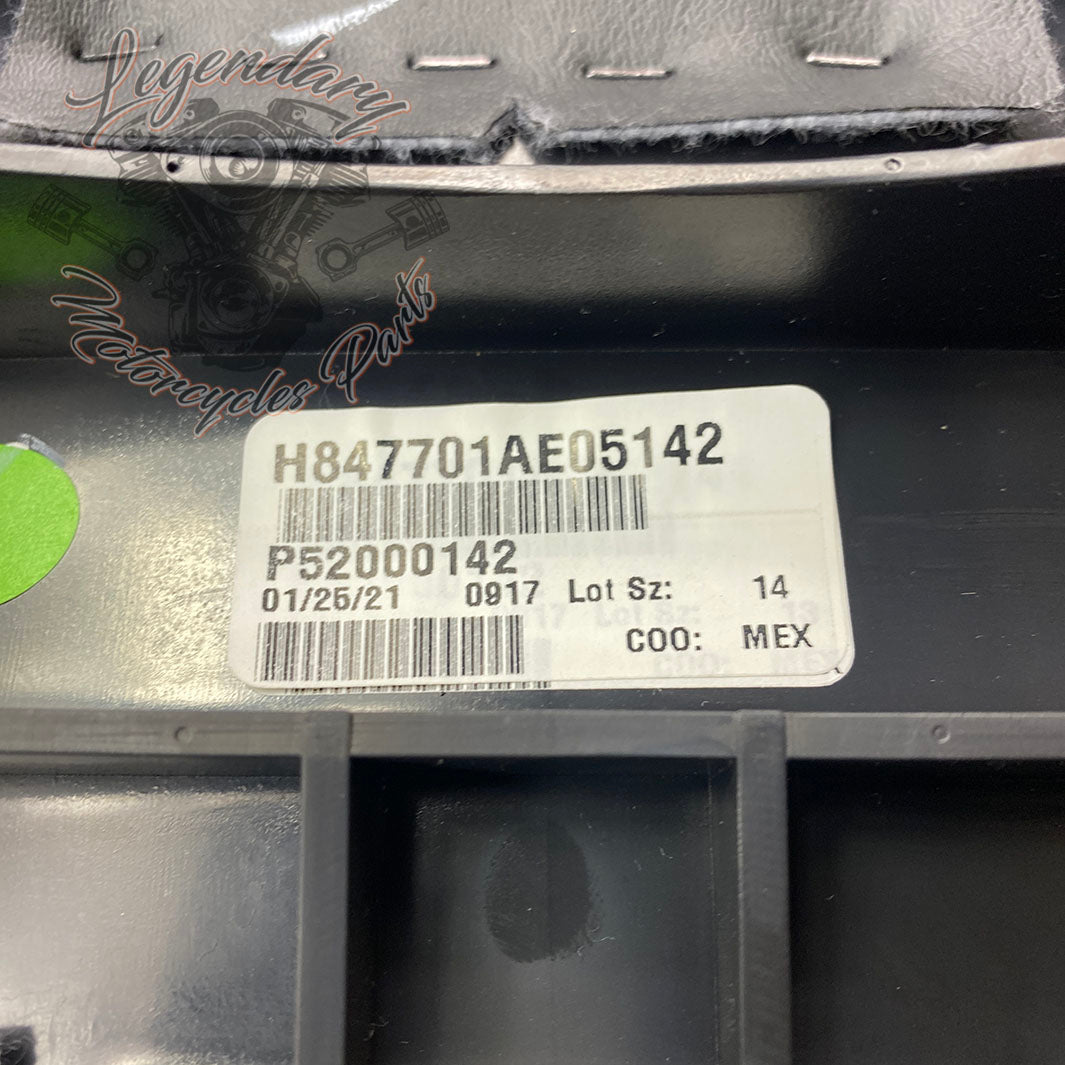 Legendary
Motorcycles Parts
H847701AE05142
P52000142
01/25/21 0917 Lot Sz: 14
COO: MEX